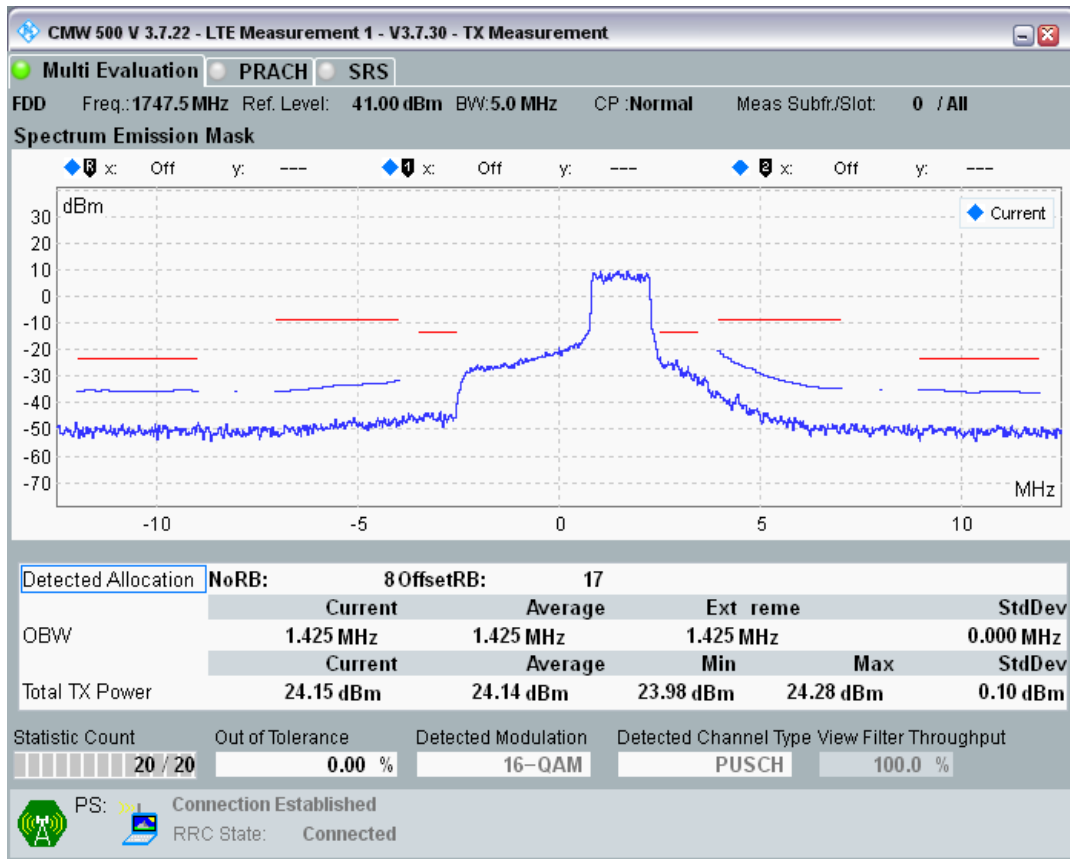 CMW 500 V 3.7.22 - LTE Measurement 1 - V3.7.30 - TX Measurement
Multi Evaluation PRACH SRS
FDD Freq.: 1747.5 MHz Ref. Level: 41.00 dBm BW: 5.0 MHz CP : Normal Meas Subfr./Slot: 0 / All
Spectrum Emission Mask
R x: Off y: --- 1 x: Off y: --- 2 x: Off y: ---
dBm
Current
30
20
10
0
-10
-20
-30
-40
-50
-60
-70
MHz
-10 -5 0 5 10
Detected Allocation NoRB: 8 OffsetRB: 17
Current Average Ext reme StdDev
OBW 1.425 MHz 1.425 MHz 1.425 MHz 0.000 MHz
Current Average Min Max StdDev
Total TX Power 24.15 dBm 24.14 dBm 23.98 dBm 24.28 dBm 0.10 dBm
Statistic Count Out of Tolerance Detected Modulation Detected Channel Type View Filter Throughput
20 / 20 0.00 % 16-QAM PUSCH 100.0 %
PS: Connection Established
RRC State: Connected